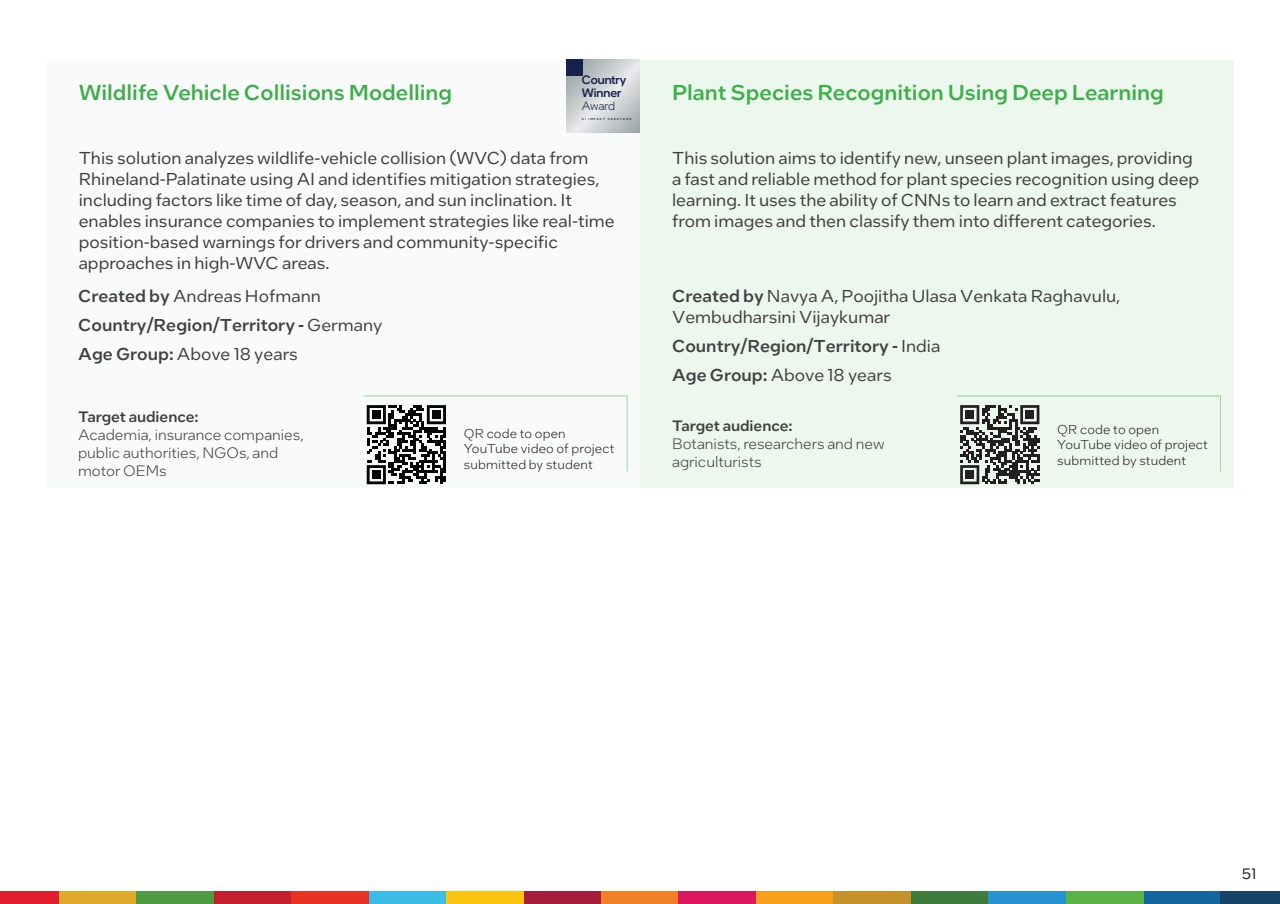 Wildlife Vehicle Collisions Modelling
Country
Winner
Award
AI IMPACT CREATORS
This solution analyzes wildlife-vehicle collision (WVC) data from
Rhineland-Palatinate using AI and identifies mitigation strategies,
including factors like time of day, season, and sun inclination. It
enables insurance companies to implement strategies like real-time
position-based warnings for drivers and community-specific
approaches in high-WVC areas.
Created by Andreas Hofmann
Country/Region/Territory - Germany
Age Group: Above 18 years
Target audience:
Academia, insurance companies,
public authorities, NGOs, and
motor OEMs
QR code to open
YouTube video of project
submitted by student
Plant Species Recognition Using Deep Learning
This solution aims to identify new, unseen plant images, providing
a fast and reliable method for plant species recognition using deep
learning. It uses the ability of CNNs to learn and extract features
from images and then classify them into different categories.
Created by Navya A, Poojitha Ulasa Venkata Raghavulu,
Vembudharsini Vijaykumar
Country/Region/Territory - India
Age Group: Above 18 years
Target audience:
Botanists, researchers and new
agriculturists
QR code to open
YouTube video of project
submitted by student
51